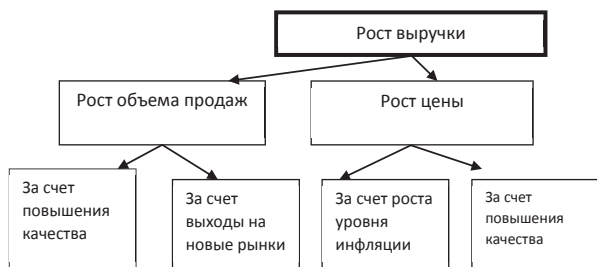 Рост выручки
Рост объема продаж
Рост цены
За счет
повышения
качества
За счет
выходы на
новые рынки
За счет роста
уровня
инфляции
За счет
повышения
качества